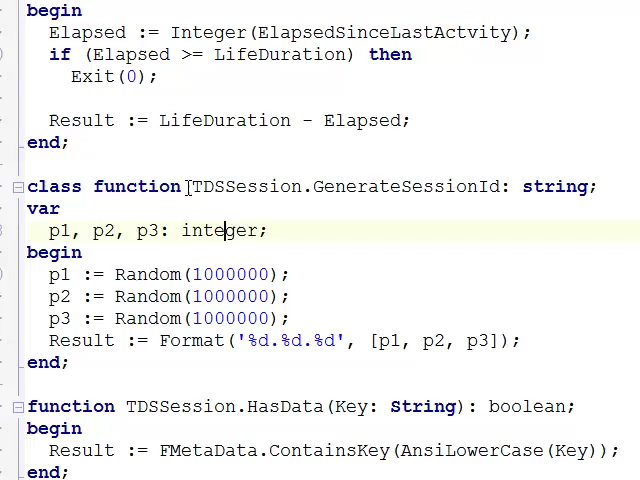 begin
Elapsed := Integer(ElapsedSinceLastActvity);
if (Elapsed >= LifeDuration) then
Exit(0);
Result := LifeDuration - Elapsed;
end;
class function TDSSession.GenerateSessionId: string;
var
p1, p2, p3: integer;
begin
p1 := Random(1000000);
p2 := Random(1000000);
p3 := Random(1000000);
Result := Format('%d.%d.%d', [p1, p2, p3]);
end;
function TDSSession.HasData(Key: String): boolean;
begin
Result := FMetaData.ContainsKey(AnsiLowerCase(Key));
end;